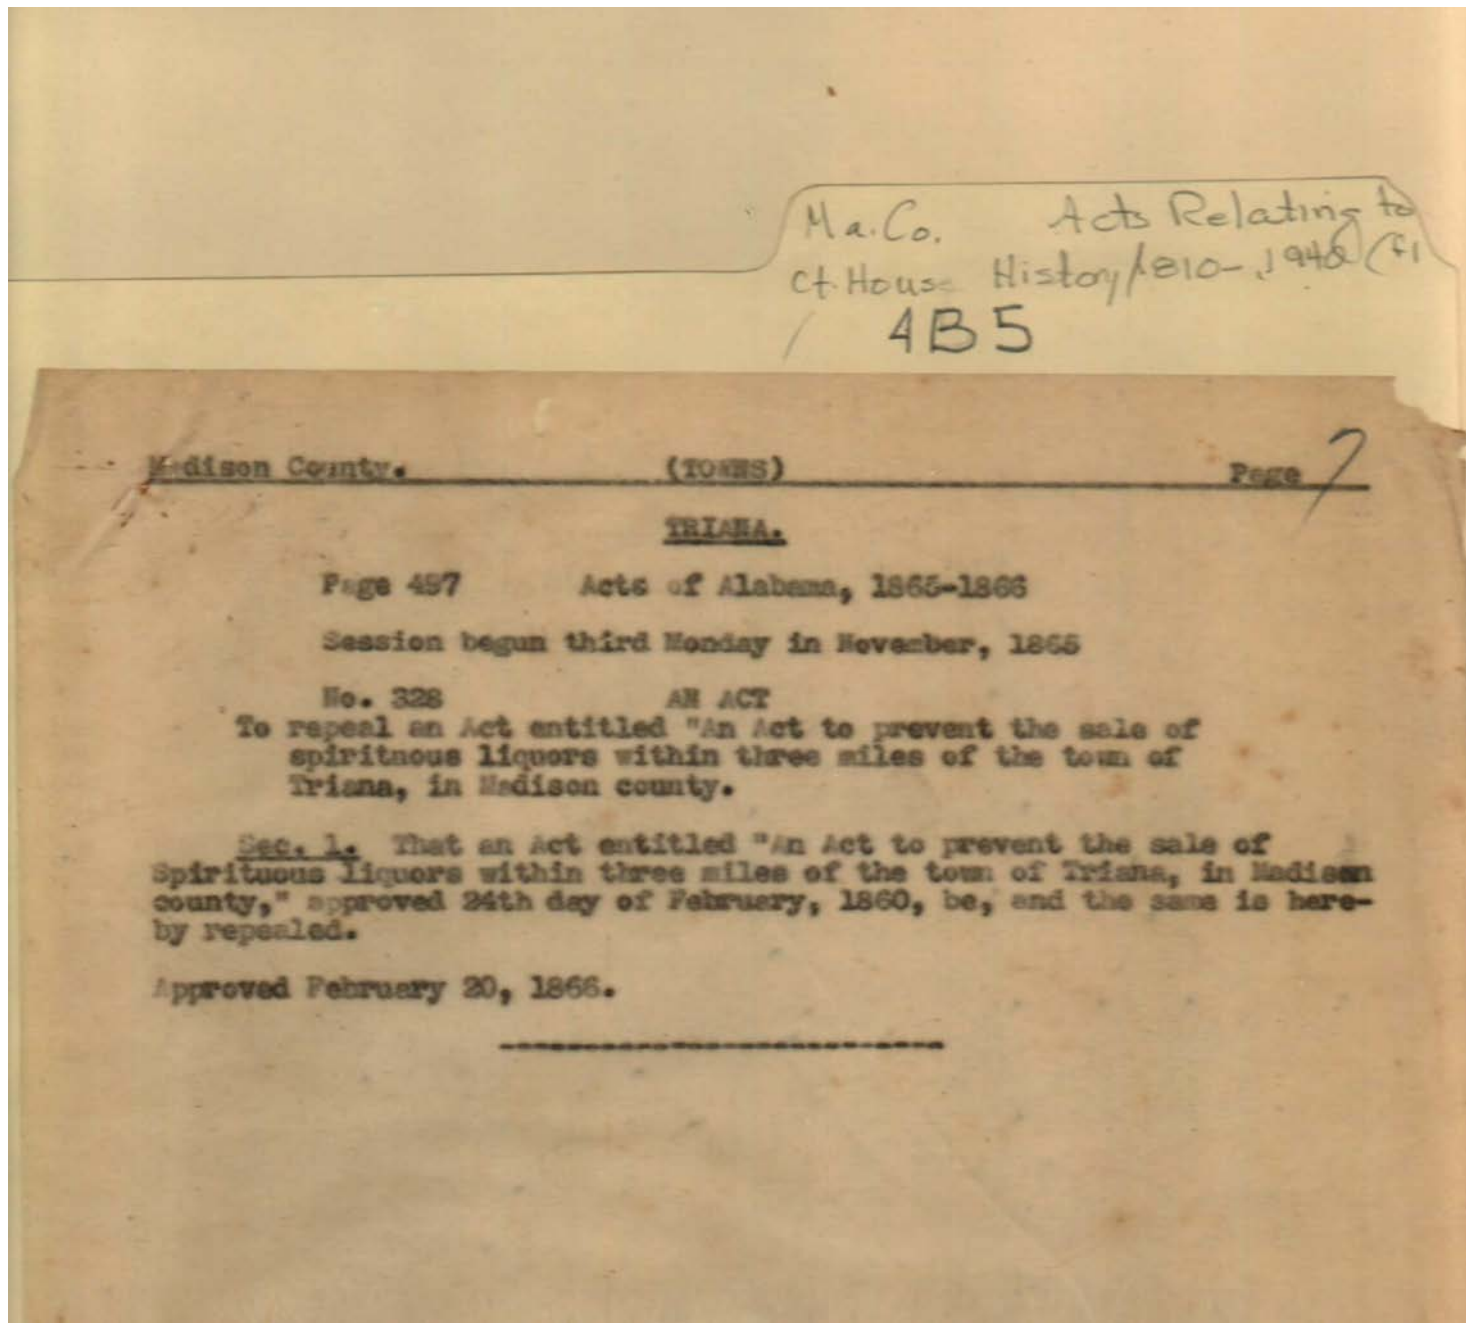 Ma. Co. Acts Relating to
Ct. House History 1810-1940 (f1
4B5
Madison County. (TOWNS) Page 7
TRIANA.
Page 497 Acts of Alabama, 1865-1866
Session begun third Monday in November, 1865
No. 328 AN ACT
To repeal an Act entitled "An Act to prevent the sale of
spirituous liquors within three miles of the town of
Triana, in Madison county.
Sec. 1. That an Act entitled "An Act to prevent the sale of
Spirituous liquors within three miles of the town of Triana, in Madison
county," approved 24th day of February, 1860, be, and the same is here-
by repealed.
Approved February 20, 1866.